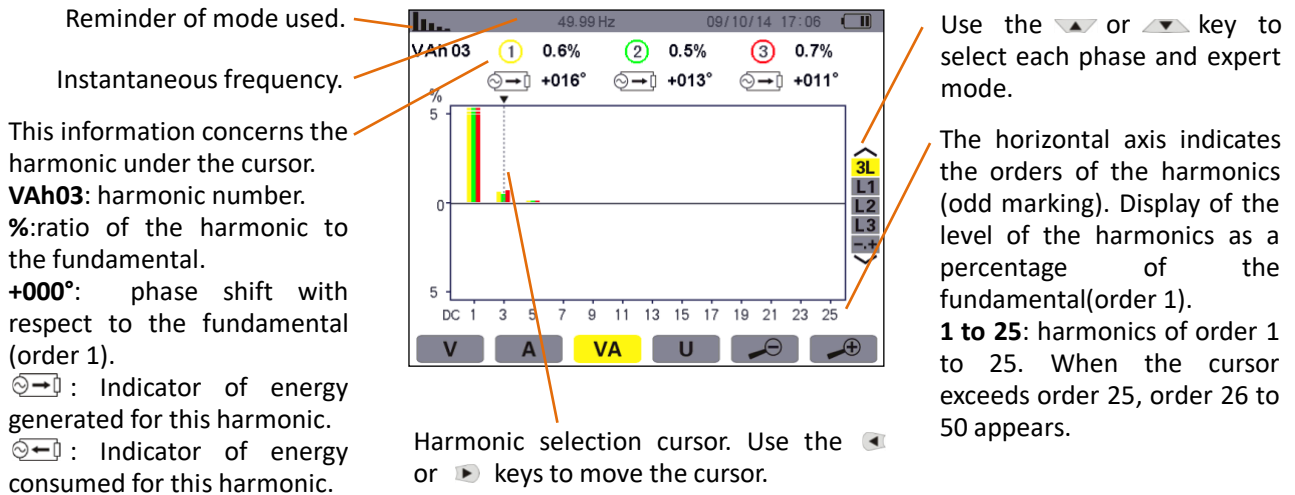 Reminder of mode used.
Instantaneous frequency.
This information concerns the
harmonic under the cursor.
VAh03: harmonic number.
%:ratio of the harmonic to
the fundamental.
+000°: phase shift with
respect to the fundamental
(order 1).
: Indicator of energy
generated for this harmonic.
: Indicator of energy
consumed for this harmonic.
49.99 Hz 09/10/14 17:06
VAh 03 1 0.6% 2 0.5% 3 0.7%
+016° +013° +011°
%
5
0
5
3L
L1
L2
L3
-.+
DC 1 3 5 7 9 11 13 15 17 19 21 23 25
V A VA U
Harmonic selection cursor. Use the
or keys to move the cursor.
Use the or key to
select each phase and expert
mode.
The horizontal axis indicates
the orders of the harmonics
(odd marking). Display of the
level of the harmonics as a
percentage of the
fundamental(order 1).
1 to 25: harmonics of order 1
to 25. When the cursor
exceeds order 25, order 26 to
50 appears.